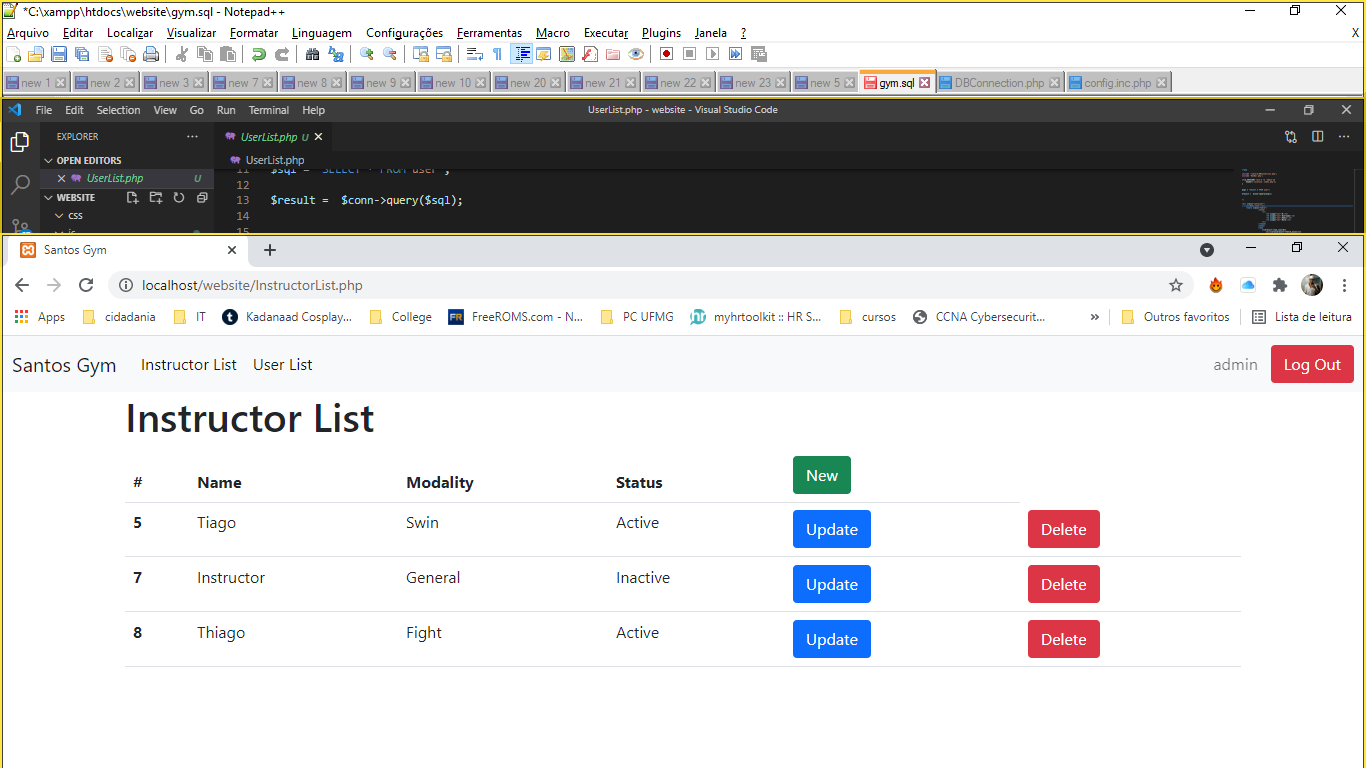 *C:\xampp\htdocs\website\gym.sql - Notepad++
Arquivo Editar Localizar Visualizar Formatar Linguagem Configurações Ferramentas Macro Executar Plugins Janela ? X
new 1 new 2 new 3 new 7 new 8 new 9 new 10 new 20 new 21 new 22 new 23 new 5 gym.sql DBConnection.php config.inc.php
File Edit Selection View Go Run Terminal Help UserList.php - website - Visual Studio Code
EXPLORER ··· UserList.php U
OPEN EDITORS UserList.php
UserList.php U 11 $sql = "SELECT * FROM user";
12
WEBSITE 13 $result = $conn->query($sql);
css 14
js 15
Santos Gym
localhost/website/InstructorList.php
Apps cidadania IT Kadanaad Cosplay... College FreeROMS.com - N... PC UFMG myhrtoolkit :: HR S... cursos CCNA Cybersecurit... » Outros favoritos Lista de leitura
Santos Gym Instructor List User List admin Log Out
Instructor List
# Name Modality Status New
5 Tiago Swin Active Update Delete
7 Instructor General Inactive Update Delete
8 Thiago Fight Active Update Delete